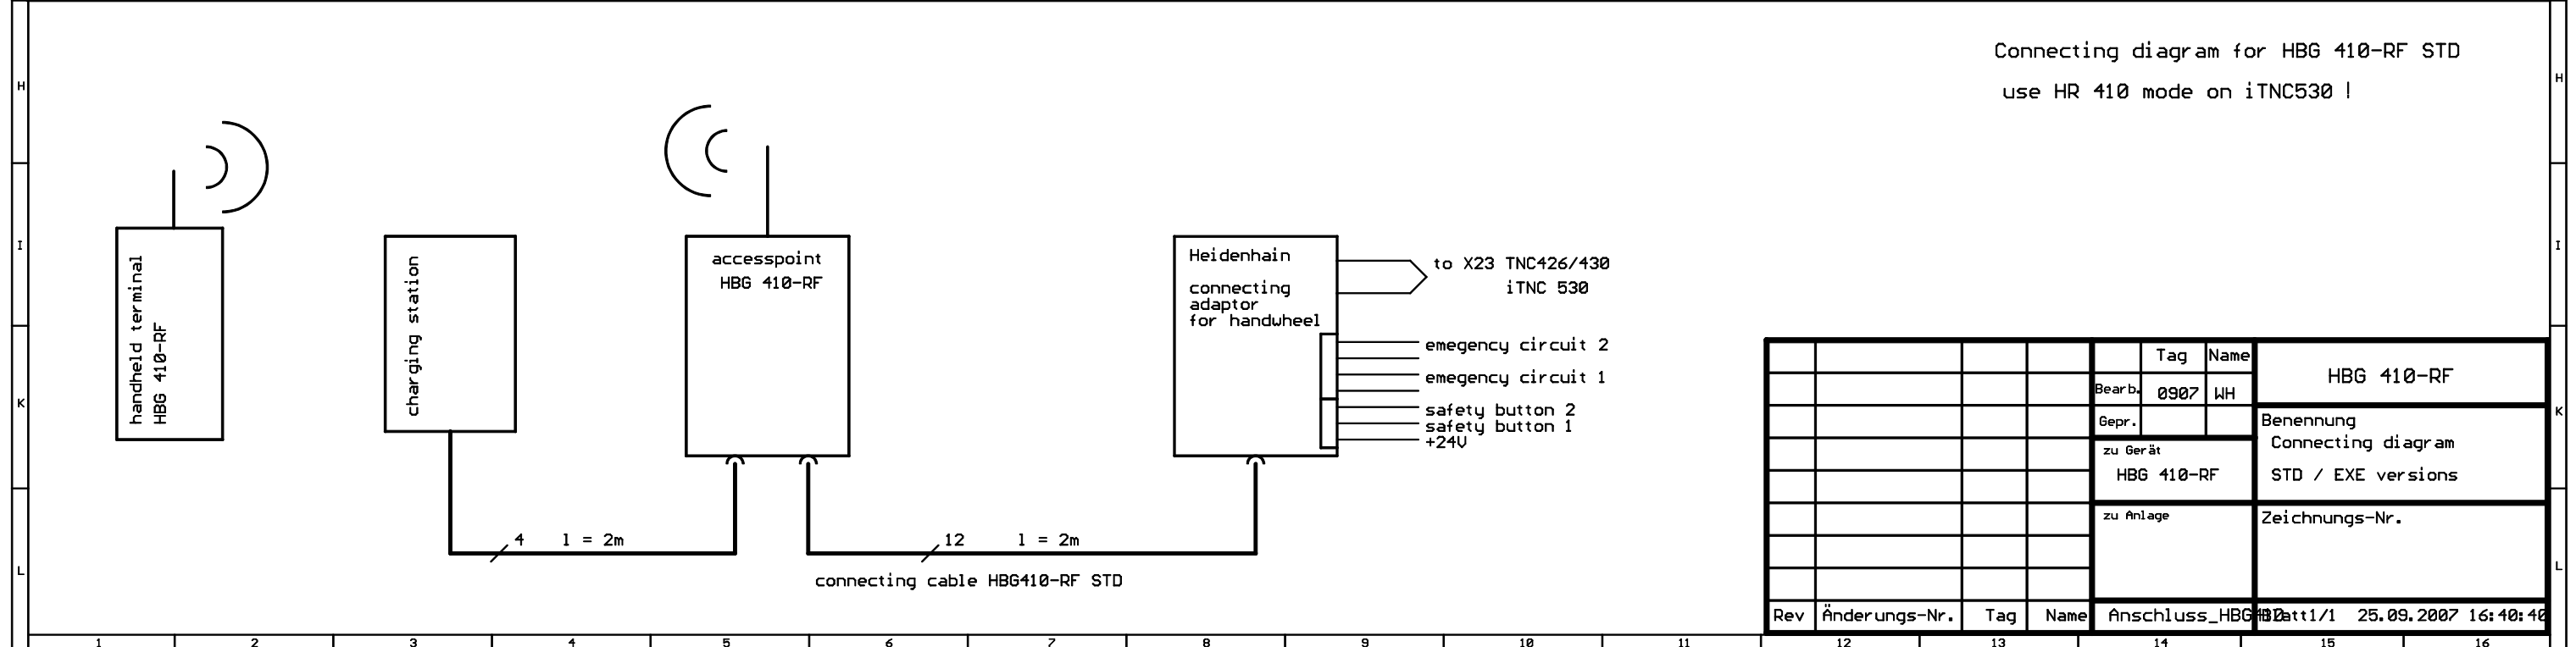 Connecting diagram for HBG 410-RF STD
use HR 410 mode on iTNC530 !
H
H
I
I
K
K
L
L
handheld terminal
HBG 410-RF
charging station
accesspoint
HBG 410-RF
Heidenhain
connecting
adaptor
for handwheel
to X23 TNC426/430
iTNC 530
emegency circuit 2
emegency circuit 1
safety button 2
safety button 1
+24V
4 l = 2m
12 l = 2m
connecting cable HBG410-RF STD
Tag Name
HBG 410-RF
Bearb. 0907 WH
Gepr.
Benennung
Connecting diagram
STD / EXE versions
zu Gerät
HBG 410-RF
zu Anlage
Zeichnungs-Nr.
Rev Änderungs-Nr. Tag Name Anschluss_HBG410 Blatt1/1 25.09.2007 16:40:40
1 2 3 4 5 6 7 8 9 10 11 12 13 14 15 16